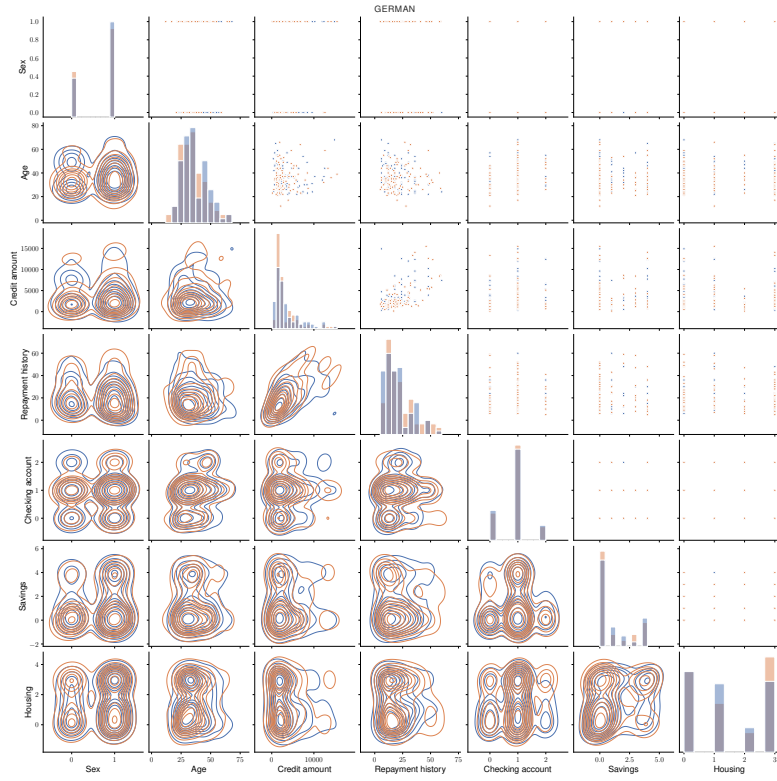 GERMAN
1.0
0.8
0.6
0.4
0.2
0.0
Sex
80
60
40
20
0
Age
15000
10000
5000
0
Credit amount
60
40
20
0
Repayment history
2
1
0
Checking account
6
4
2
0
−2
Savings
4
2
0
Housing
0 1
0 25 50 75
0 10000
0 25 50 75
0 1 2
0.0 2.5 5.0
0 1 2 3
Sex Age Credit amount Repayment history Checking account Savings Housing